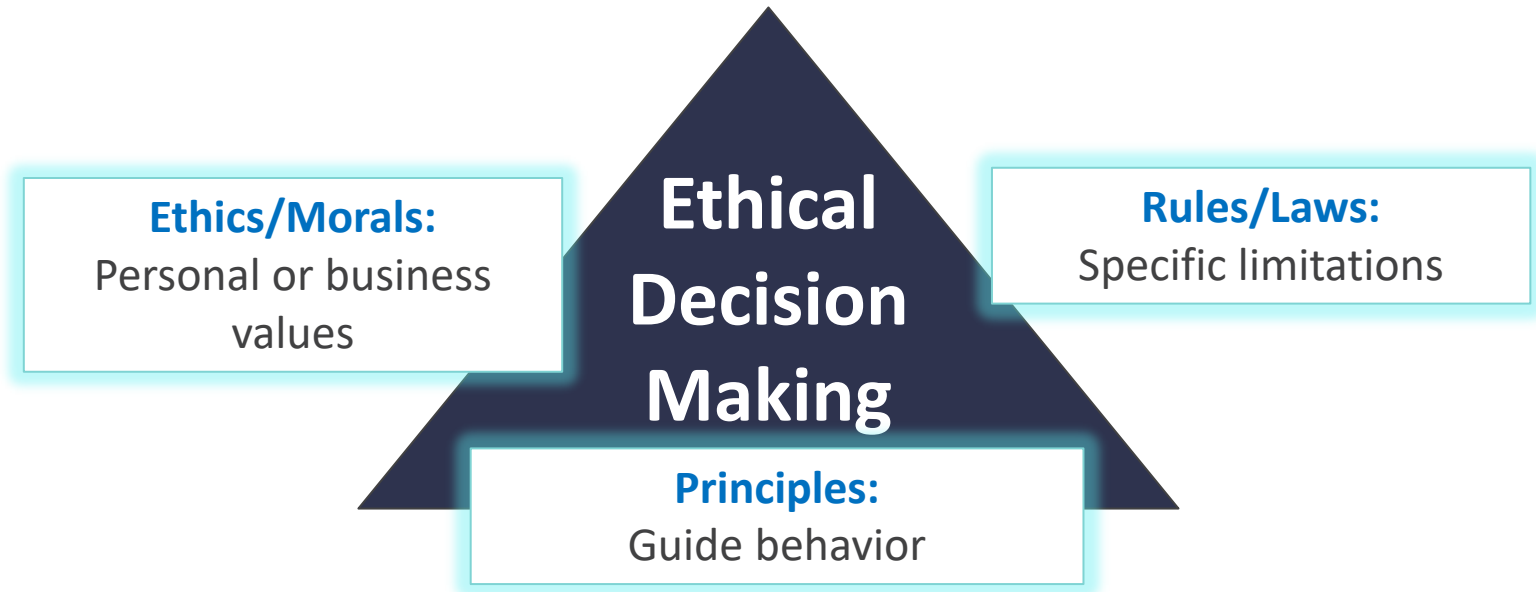 Ethical
Decision
Making
Ethics/Morals:
Personal or business
values
Rules/Laws:
Specific limitations
Principles:
Guide behavior